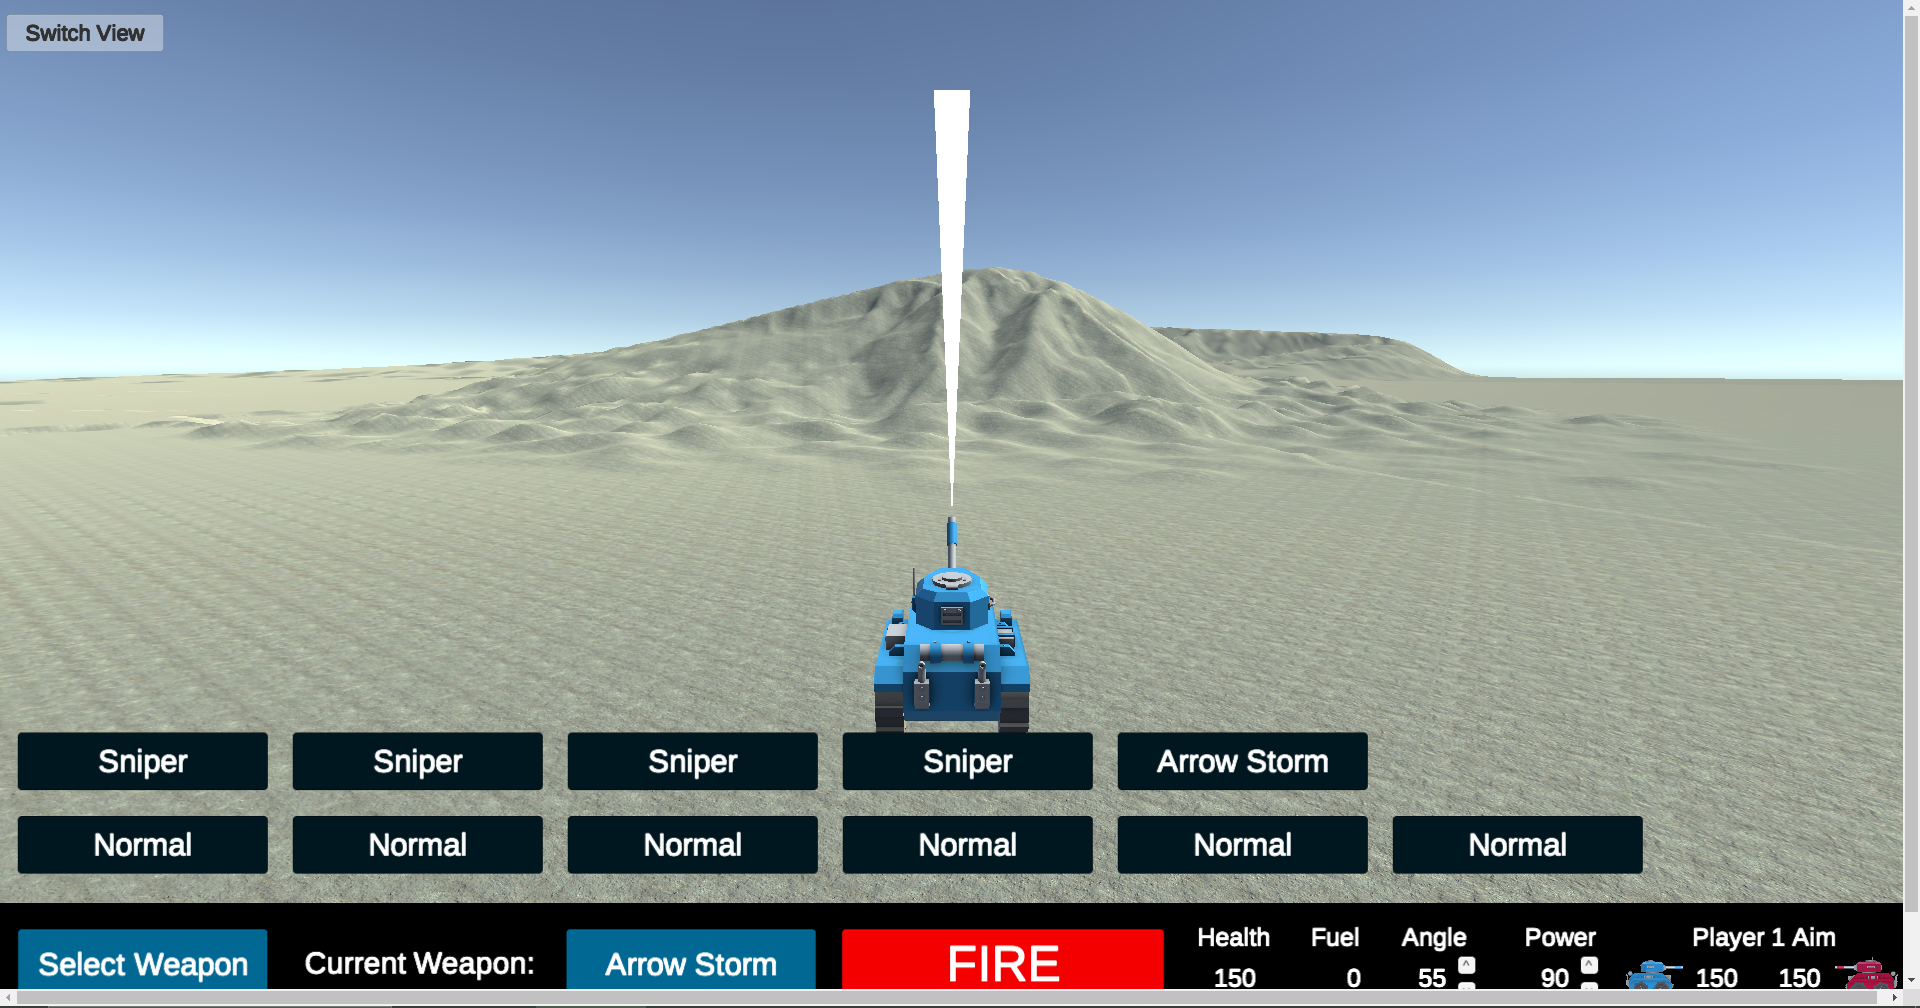 Switch View
Sniper Sniper Sniper Sniper Arrow Storm
Normal Normal Normal Normal Normal Normal
Select Weapon Current Weapon: Arrow Storm FIRE
Health Fuel Angle Power Player 1 Aim
150 0 55 90 150 150